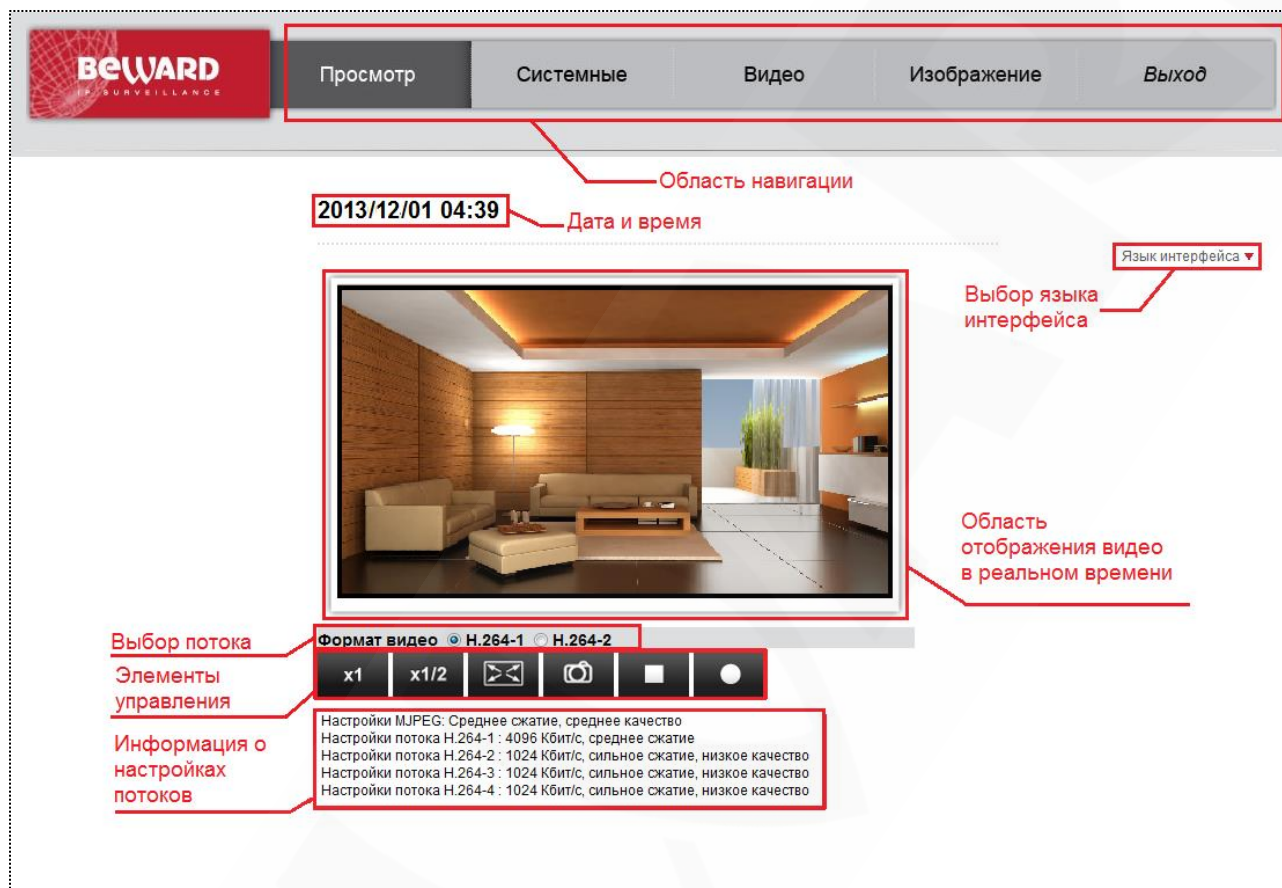 BEWARD
IP SURVEILLANCE
Просмотр
Системные
Видео
Изображение
Выход
Область навигации
2013/12/01 04:39
Дата и время
Язык интерфейса
Выбор языка
интерфейса
Область
отображения видео
в реальном времени
Выбор потока
Формат видео H.264-1 H.264-2
Элементы
управления
x1
x1/2
Информация о
настройках
потоков
Настройки MJPEG: Среднее сжатие, среднее качество
Настройки потока H.264-1 : 4096 Кбит/с, среднее сжатие
Настройки потока H.264-2 : 1024 Кбит/с, сильное сжатие, низкое качество
Настройки потока H.264-3 : 1024 Кбит/с, сильное сжатие, низкое качество
Настройки потока H.264-4 : 1024 Кбит/с, сильное сжатие, низкое качество